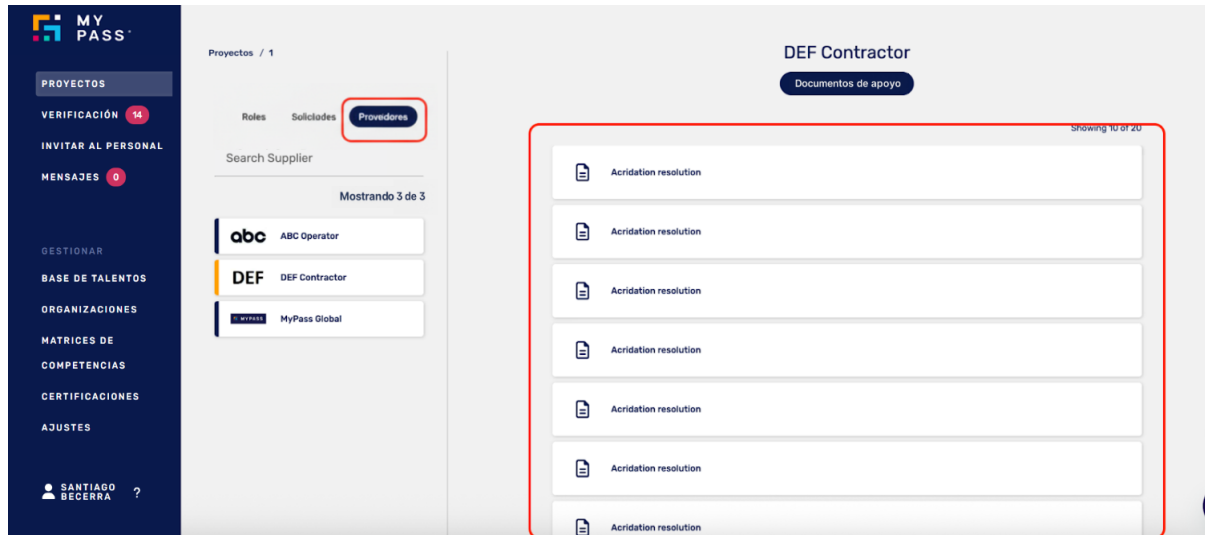 MY
PASS
PROYECTOS
VERIFICACIÓN 14
INVITAR AL PERSONAL
MENSAJES 0
GESTIONAR
BASE DE TALENTOS
ORGANIZACIONES
MATRICES DE
COMPETENCIAS
CERTIFICACIONES
AJUSTES
SANTIAGO
BECERRA ?
Proyectos / 1
Roles Soliclades Provedores
Search Supplier
Mostrando 3 de 3
abc ABC Operator
DEF DEF Contractor
MYPASS MyPass Global
DEF Contractor
Documentos de apoyo
Showing 10 of 20
Acridation resolution
Acridation resolution
Acridation resolution
Acridation resolution
Acridation resolution
Acridation resolution
Acridation resolution